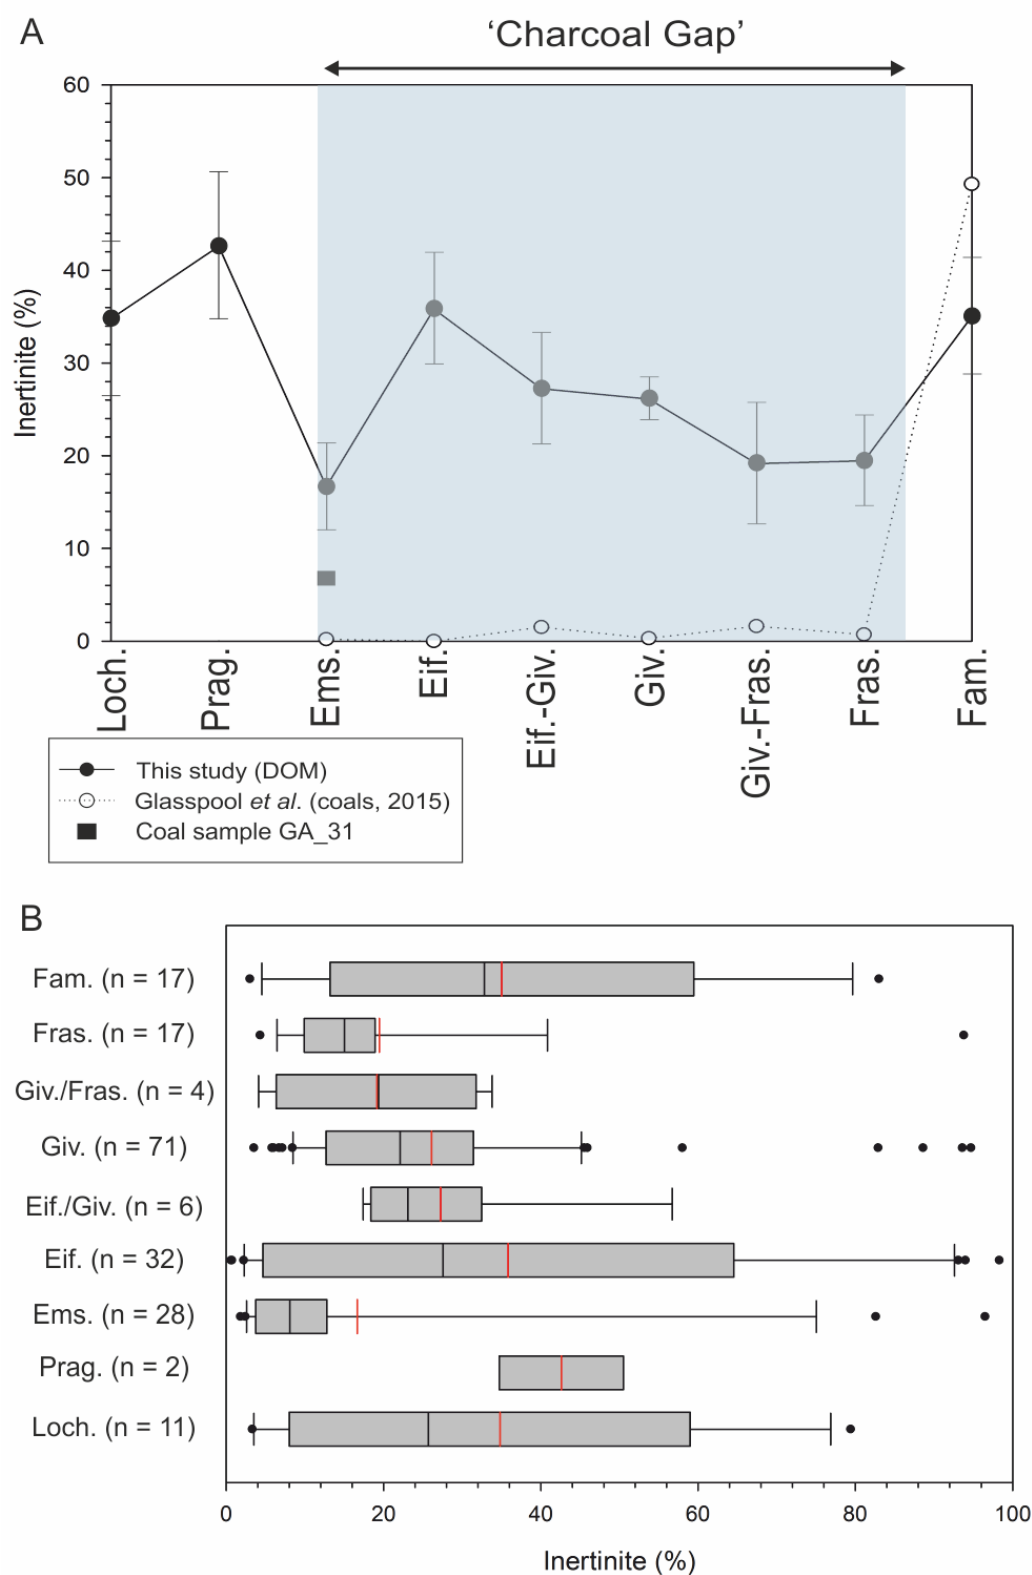 A
‘Charcoal Gap’
60
50
40
30
20
10
0
Inertinite (%)
Loch.
Prag.
Ems.
Eif.
Eif.-Giv.
Giv.
Giv.-Fras.
Fras.
Fam.
This study (DOM)
Glasspool et al. (coals, 2015)
Coal sample GA_31
B
Fam. (n = 17)
Fras. (n = 17)
Giv./Fras. (n = 4)
Giv. (n = 71)
Eif./Giv. (n = 6)
Eif. (n = 32)
Ems. (n = 28)
Prag. (n = 2)
Loch. (n = 11)
0 20 40 60 80 100
Inertinite (%)